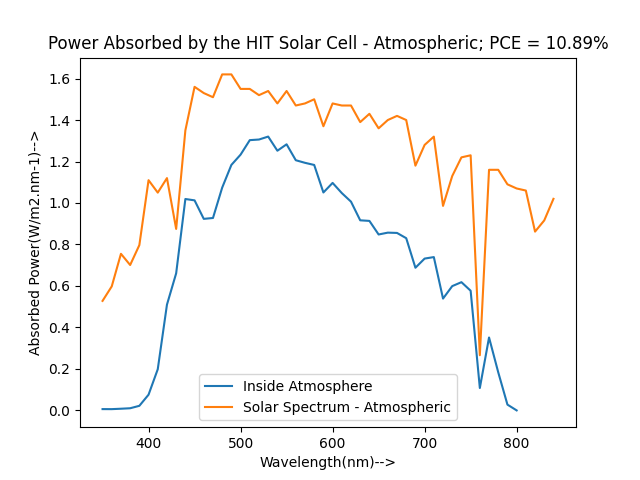 Power Absorbed by the HIT Solar Cell - Atmospheric; PCE = 10.89%
1.6
1.4
1.2
1.0
0.8
0.6
0.4
0.2
0.0
Absorbed Power(W/m2.nm-1)-->
Inside Atmosphere
Solar Spectrum - Atmospheric
400 500 600 700 800
Wavelength(nm)-->